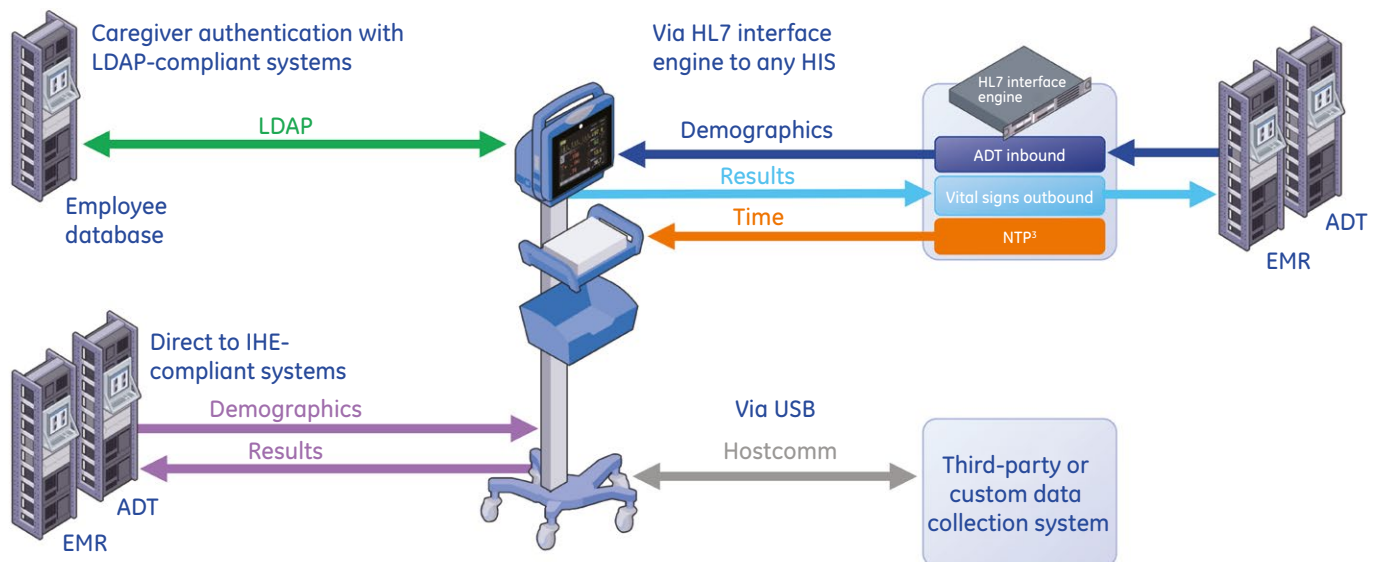 Caregiver authentication with
LDAP-compliant systems
LDAP
Employee
database
Via HL7 interface
engine to any HIS
HL7 interface
engine
Demographics
ADT inbound
Results
Vital signs outbound
Time
NTP³
ADT
EMR
Direct to IHE-
compliant systems
Demographics
Results
ADT
EMR
Via USB
Hostcomm
Third-party or
custom data
collection system